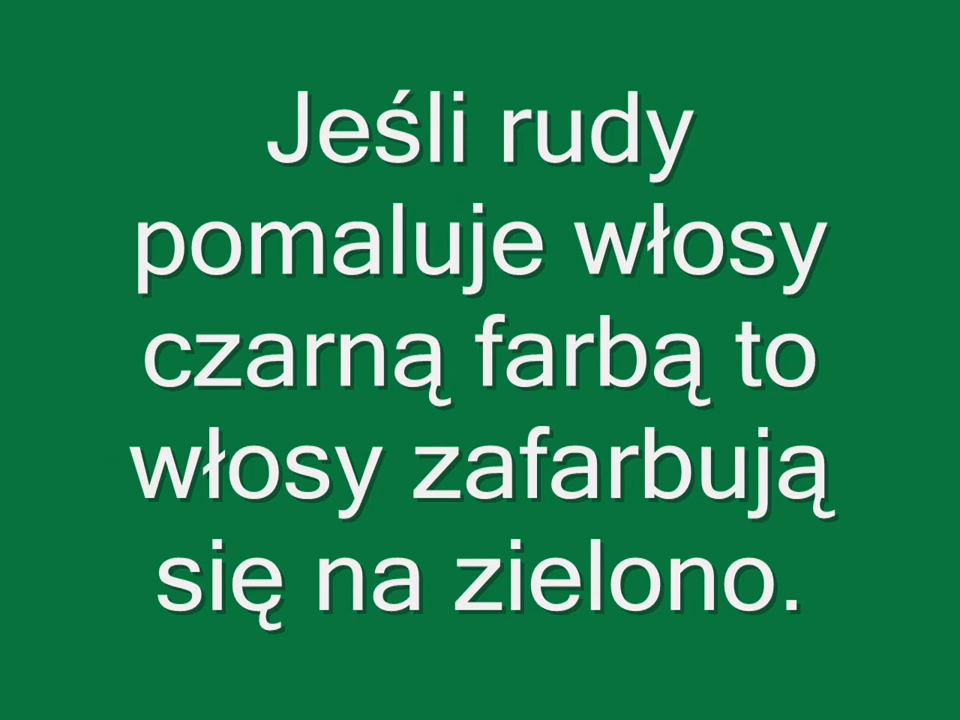 Jeśli rudy
pomaluje włosy
czarną farbą to
włosy zafarbują
się na zielono.